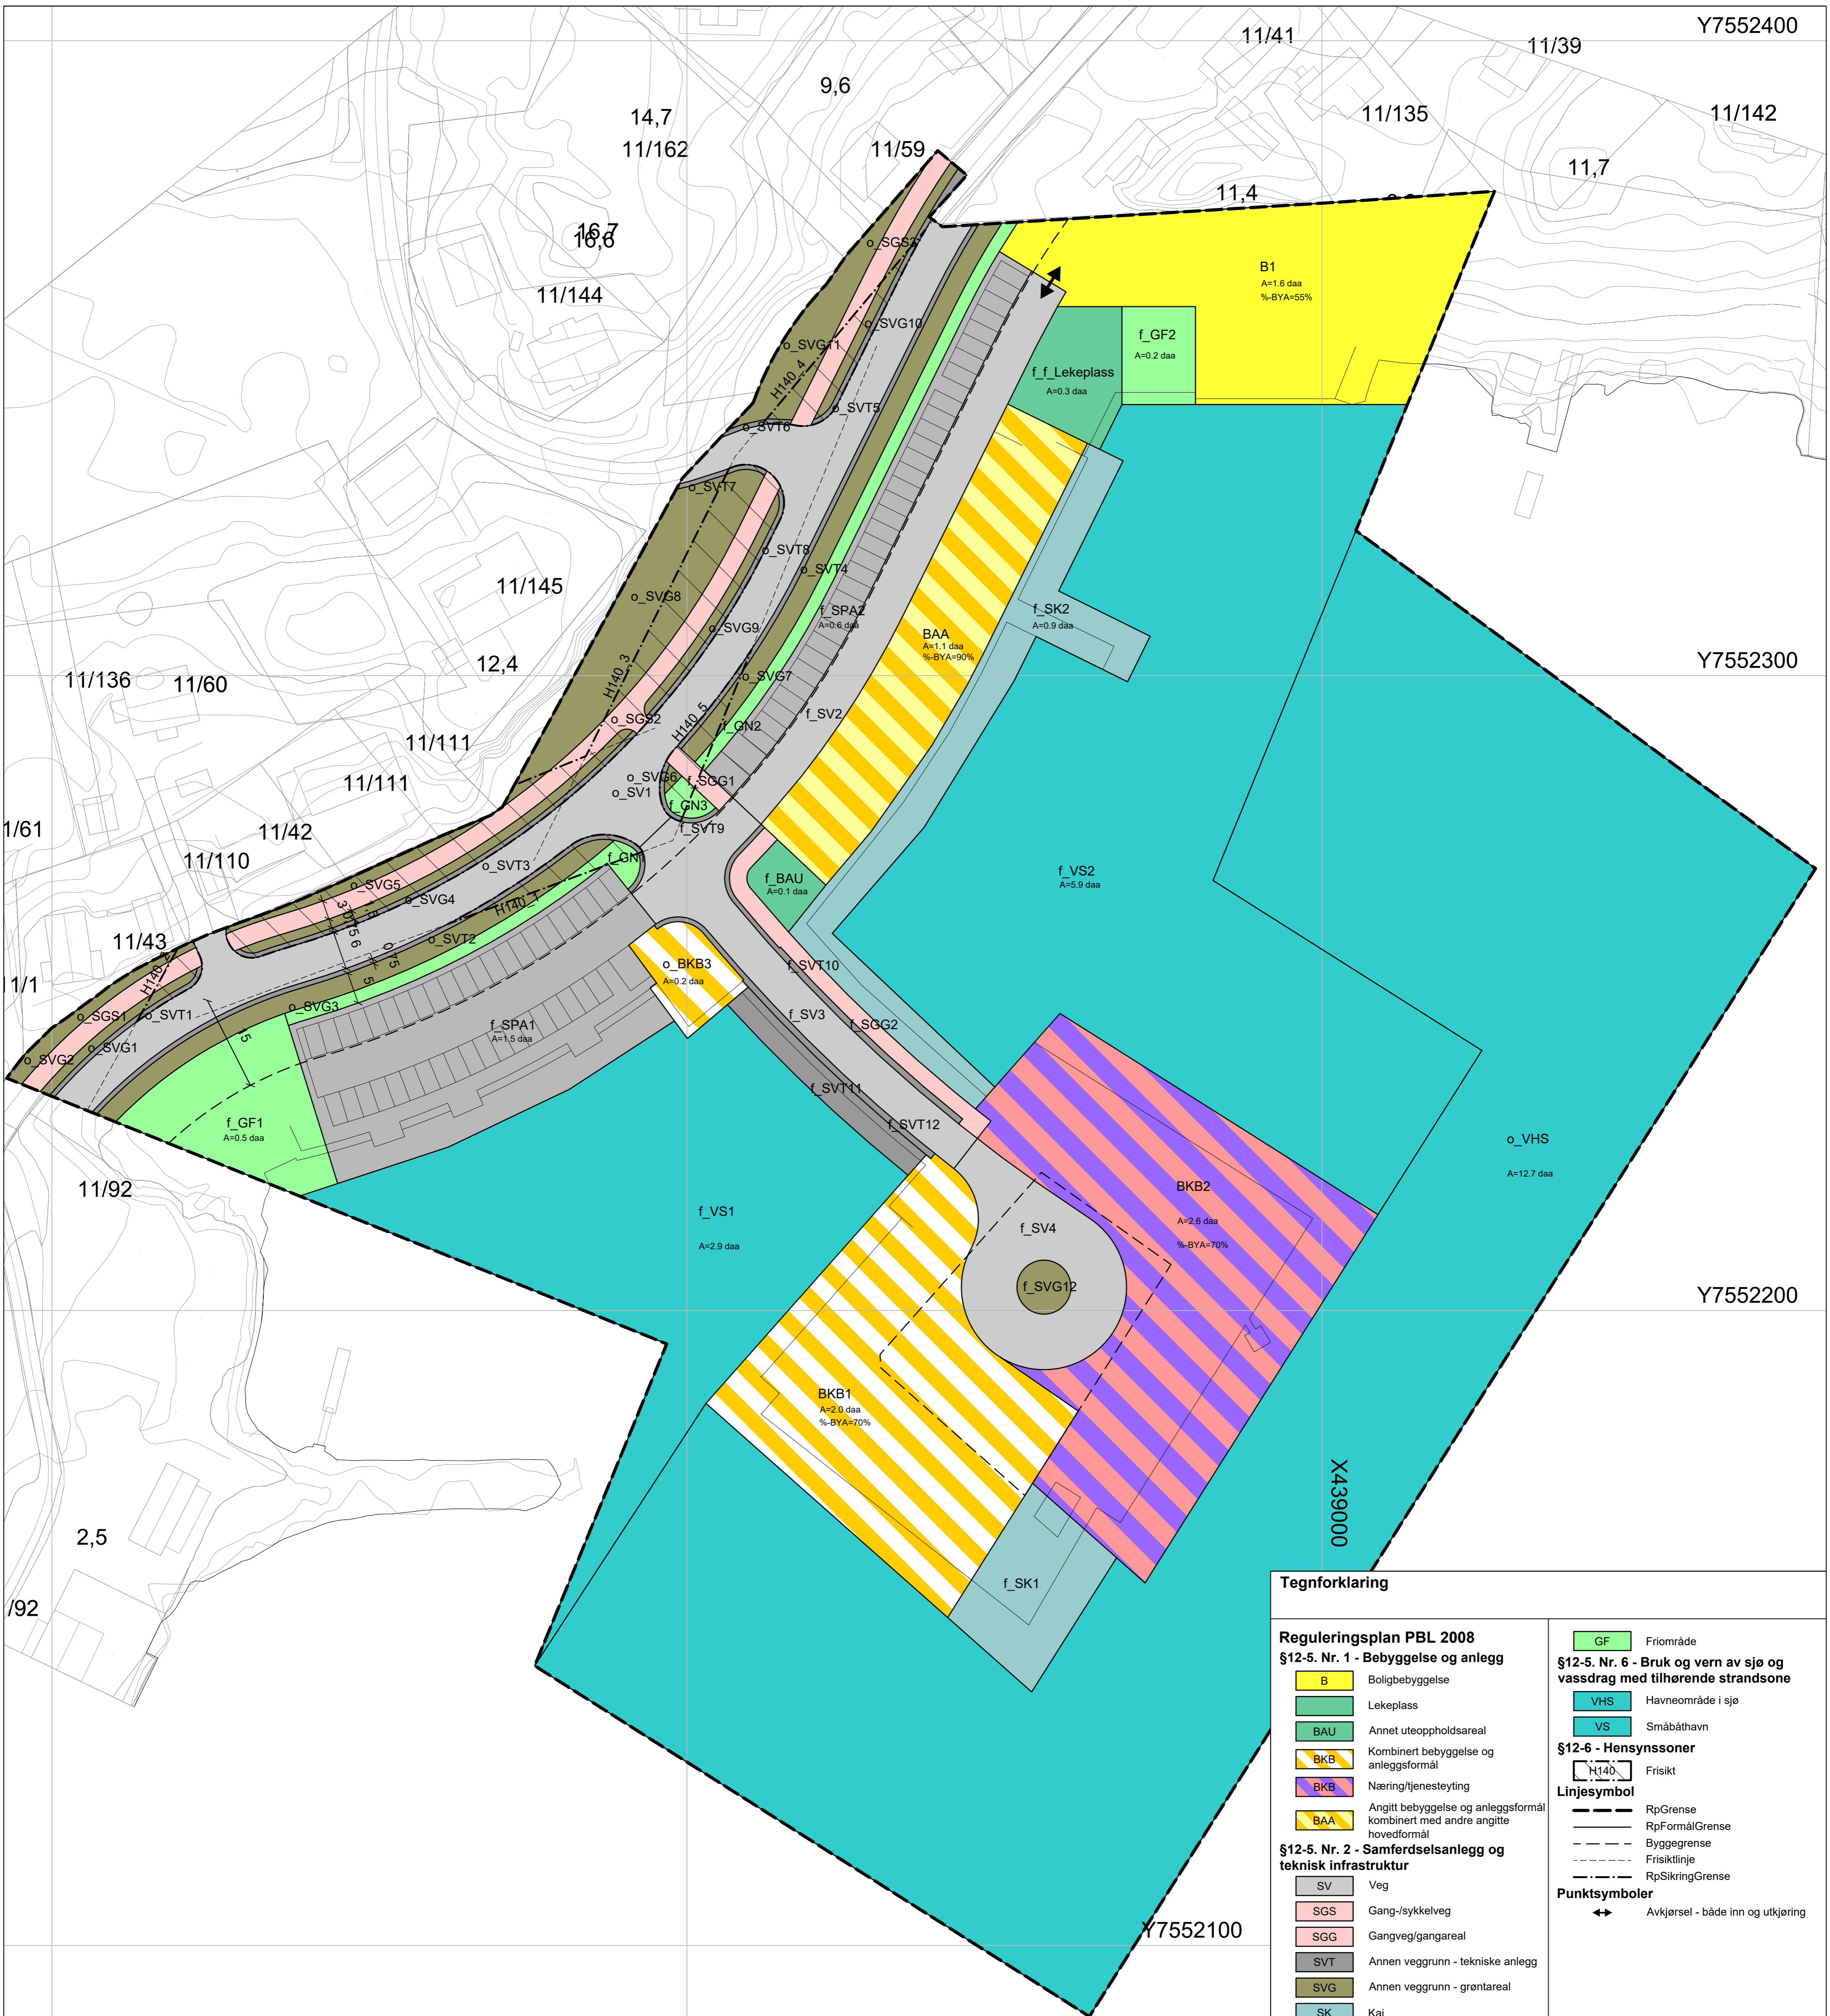 Y7552400
11/41
11/39
9,6
14,7
11/135
11/142
11/162
11/59
11,7
11,4
16,7
16,6
o_SGS3
11/144
B1
A=1.6 daa
%-BYA=55%
o_SVG10
o_SVG11
f_GF2
A=0.2 daa
H140_4
f_f_Lekeplass
A=0.3 daa
o_SVT5
o_SVT6
o_SVT7
o_SVT8
o_SVT4
11/145
o_SVG8
f_SPA2
A=0.6 daa
f_SK2
A=0.9 daa
o_SVG9
BAA
A=1.1 daa
%-BYA=90%
12,4
Y7552300
11/136
11/60
H140_3
o_SVG7
o_SGS2
H140_5
f_GN2
f_SV2
11/111
11/111
o_SVG6
f_SGG1
o_SV1
f_GN3
f_SVT9
1/61
11/42
11/110
o_SVT3
f_GN1
f_VS2
A=5.9 daa
o_SVG5
f_BAU
A=0.1 daa
o_SVG4
H140_1
11/43
o_SVT2
0,75
6
5
o_BKB3
A=0.2 daa
f_SVT10
11/1
o_SVG3
o_SGS1
o_SVT1
f_SV3
f_SGG2
f_SPA1
A=1.5 daa
15
o_SVG1
o_SVG2
f_SVT11
f_GF1
A=0.5 daa
f_SVT12
o_VHS
A=12.7 daa
11/92
BKB2
A=2.6 daa
%-BYA=70%
f_VS1
A=2.9 daa
f_SV4
f_SVG12
Y7552200
BKB1
A=2.0 daa
%-BYA=70%
X439000
2,5
f_SK1
/92
Y7552100
Tegnforklaring
Reguleringsplan PBL 2008
§12-5. Nr. 1 - Bebyggelse og anlegg
B Boligbebyggelse
Lekeplass
BAU Annet uteoppholdsareal
BKB Kombinert bebyggelse og
anleggsformål
BKB Næring/tjenesteyting
BAA Angitt bebyggelse og anleggsformål
kombinert med andre angitte
hovedformål
§12-5. Nr. 2 - Samferdselsanlegg og
teknisk infrastruktur
SV Veg
SGS Gang-/sykkelveg
SGG Gangveg/gangareal
SVT Annen veggrunn - tekniske anlegg
SVG Annen veggrunn - grøntareal
SK Kai
GF Friområde
§12-5. Nr. 6 - Bruk og vern av sjø og
vassdrag med tilhørende strandsone
VHS Havneområde i sjø
VS Småbåthavn
§12-6 - Hensynssoner
H140 Frisikt
Linjesymbol
RpGrense
RpFormålGrense
Byggegrense
Frisiktlinje
RpSikringGrense
Punktsymboler
Avkjørsel - både inn og utkjøring